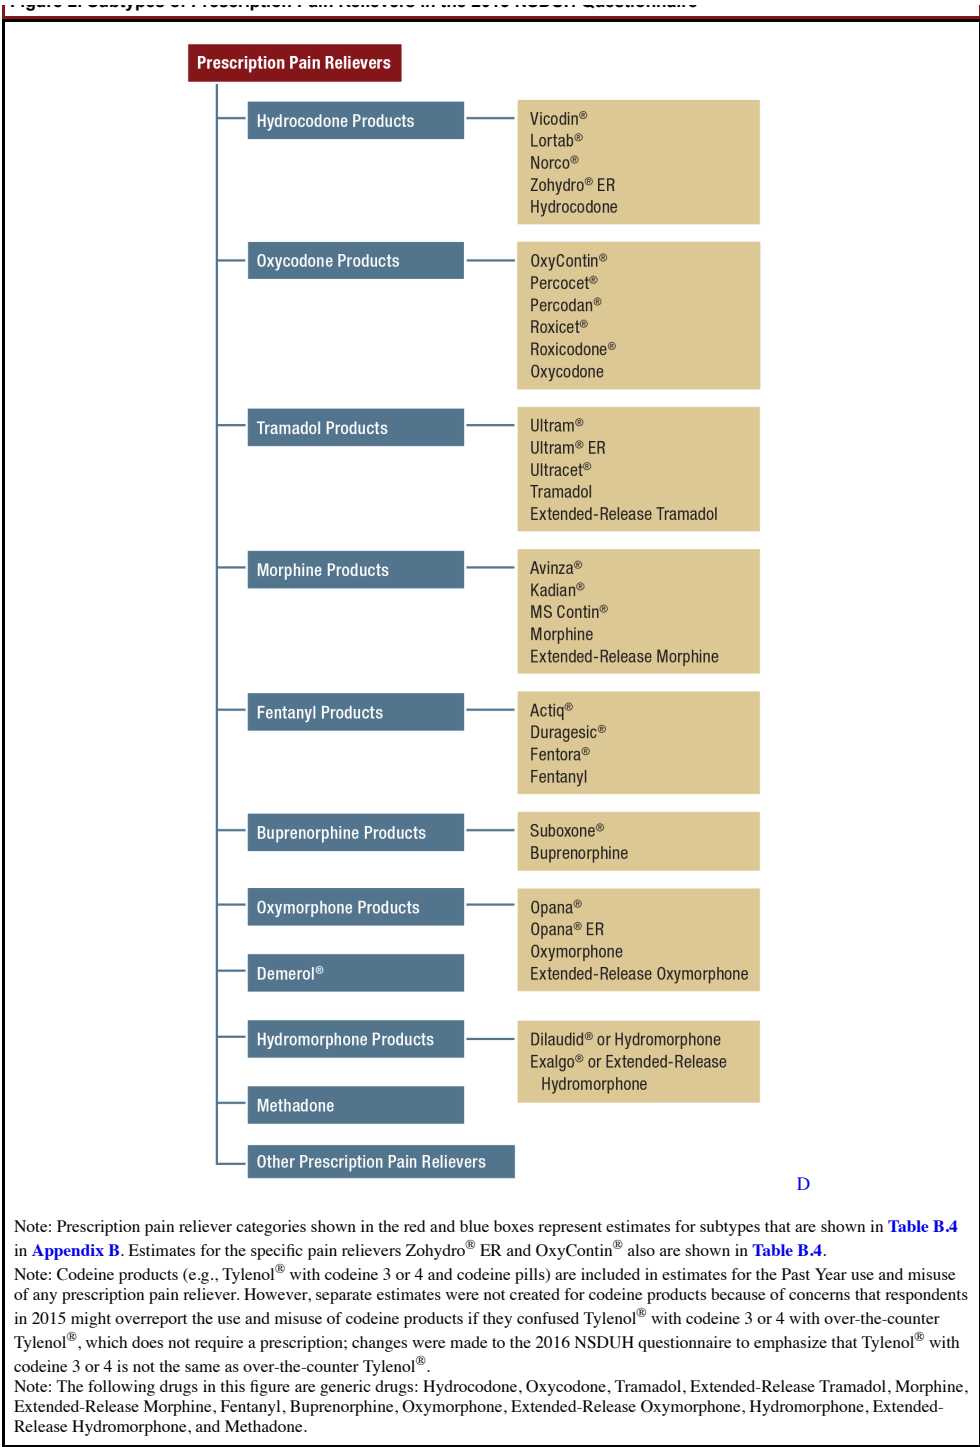 Figure 2. Subtypes of Prescription Pain Relievers in the 2016 NSDUH Questionnaire
Prescription Pain Relievers
Hydrocodone Products
Vicodin®
Lortab®
Norco®
Zohydro® ER
Hydrocodone
Oxycodone Products
OxyContin®
Percocet®
Percodan®
Roxicet®
Roxicodone®
Oxycodone
Tramadol Products
Ultram®
Ultram® ER
Ultracet®
Tramadol
Extended-Release Tramadol
Morphine Products
Avinza®
Kadian®
MS Contin®
Morphine
Extended-Release Morphine
Fentanyl Products
Actiq®
Duragesic®
Fentora®
Fentanyl
Buprenorphine Products
Suboxone®
Buprenorphine
Oxymorphone Products
Opana®
Opana® ER
Oxymorphone
Extended-Release Oxymorphone
Demerol®
Hydromorphone Products
Dilaudid® or Hydromorphone
Exalgo® or Extended-Release
Hydromorphone
Methadone
Other Prescription Pain Relievers
D
Note: Prescription pain reliever categories shown in the red and blue boxes represent estimates for subtypes that are shown in Table B.4
in Appendix B. Estimates for the specific pain relievers Zohydro® ER and OxyContin® also are shown in Table B.4.
Note: Codeine products (e.g., Tylenol® with codeine 3 or 4 and codeine pills) are included in estimates for the Past Year use and misuse
of any prescription pain reliever. However, separate estimates were not created for codeine products because of concerns that respondents
in 2015 might overreport the use and misuse of codeine products if they confused Tylenol® with codeine 3 or 4 with over-the-counter
Tylenol®, which does not require a prescription; changes were made to the 2016 NSDUH questionnaire to emphasize that Tylenol® with
codeine 3 or 4 is not the same as over-the-counter Tylenol®.
Note: The following drugs in this figure are generic drugs: Hydrocodone, Oxycodone, Tramadol, Extended-Release Tramadol, Morphine,
Extended-Release Morphine, Fentanyl, Buprenorphine, Oxymorphone, Extended-Release Oxymorphone, Hydromorphone, Extended-
Release Hydromorphone, and Methadone.